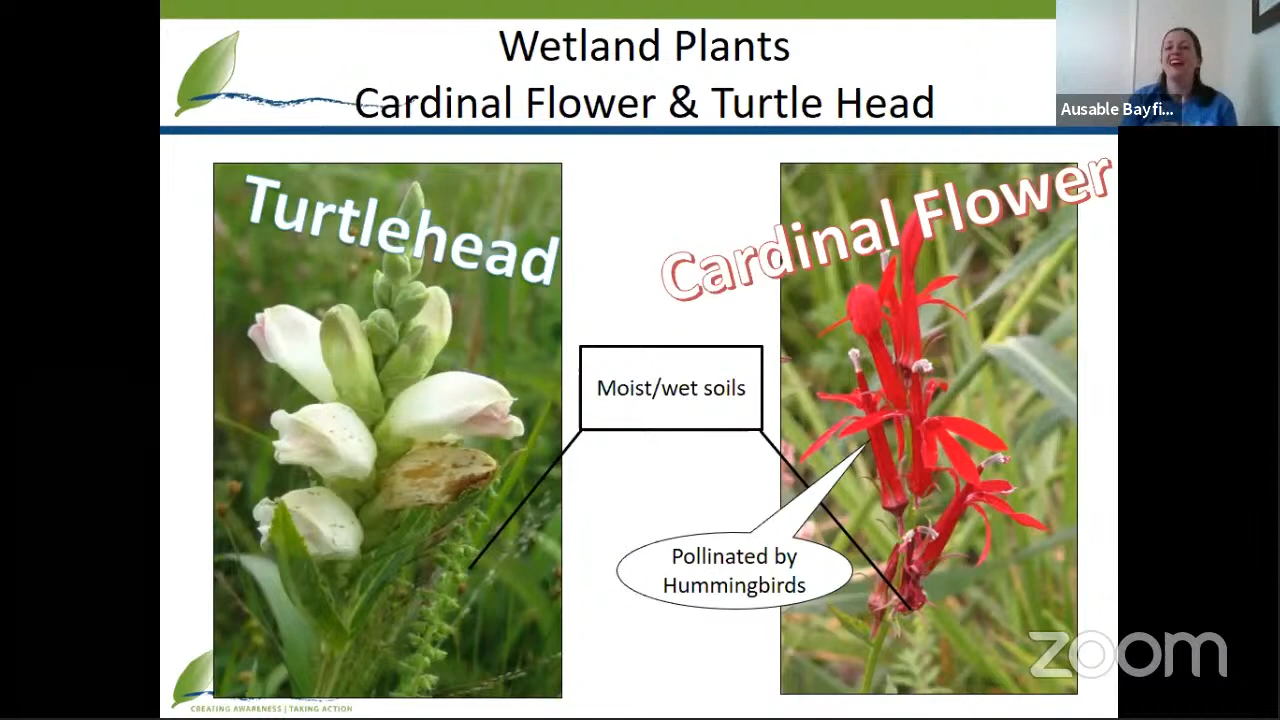 Wetland Plants
Cardinal Flower & Turtle Head
Ausable Bayfi...
Turtlehead
Cardinal Flower
Moist/wet soils
Pollinated by
Hummingbirds
zoom
CREATING AWARENESS | TAKING ACTION